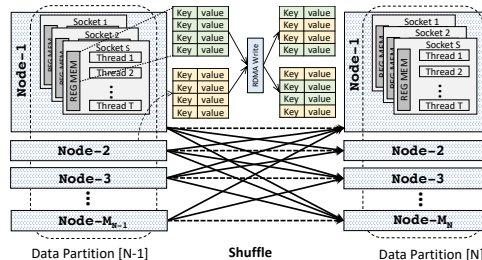 Node-1
Socket 1
Socket 2
Socket S
REG MEM
Thread 1
Thread 2
...
Thread T
Key value
Key value
Key value
Key value
Key value
Key value
Key value
Key value
RDMA Write
Key value
Key value
Key value
Key value
Key value
Key value
Key value
Key value
Node-1
Socket 1
Socket 2
Socket S
REG MEM
Thread 1
Thread 2
...
Thread T
Node-2
Node-3
...
Node-M_{N-1}
Node-2
Node-3
...
Node-M_N
Data Partition [N-1]
Shuffle
Data Partition [N]